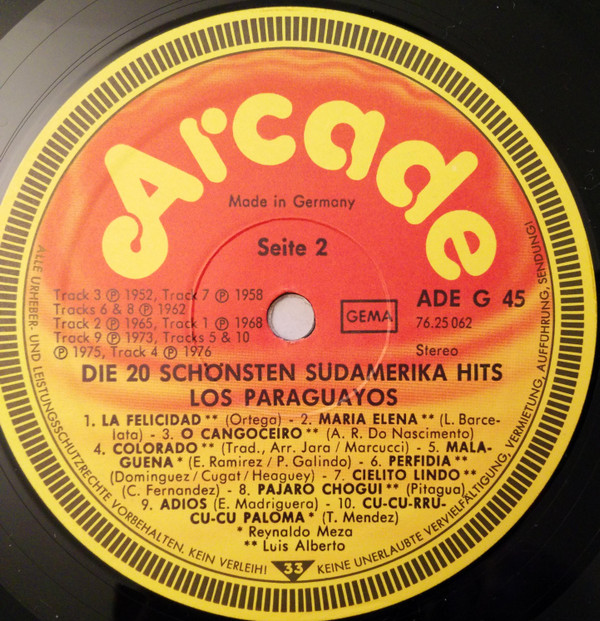 Arcade
Made in Germany
Seite 2
Track 3 Ⓟ 1952, Track 7 Ⓟ 1958
Tracks 6 & 8 Ⓟ 1962
Track 2 Ⓟ 1965, Track 1 Ⓟ 1968
Track 9 Ⓟ 1973, Tracks 5 & 10
Ⓟ 1975, Track 4 Ⓟ 1976
GEMA
ADE G 45
76.25 062
Stereo
DIE 20 SCHÖNSTEN SUDAMERIKA HITS
LOS PARAGUAYOS
1. LA FELICIDAD** (Ortega) - 2. MARIA ELENA** (L. Barce-
lata) - 3. O CANGOCEIRO** (A. R. Do Nascimento)
4. COLORADO** (Trad., Arr. Jara / Marcucci) - 5. MALA-
GUENA* (E. Ramirez / P. Galindo) - 6. PERFIDIA**
(Dominguez / Cugat / Heaguey) - 7. CIELITO LINDO**
(C. Fernandez) - 8. PAJARO CHOGUI** (Pitagua)
9. ADIOS (E. Madriguera) - 10. CU-CU-RRU-
CU-CU PALOMA* (T. Mendez)
* Reynaldo Meza
** Luis Alberto
33
ALLE URHEBER. UND LEISTUNGSSCHUTZRECHTE VORBEHALTEN. KEIN VERLEIH! KEINE UNERLAUBTE VERVIELFÄLTIGUNG, VERMIETUNG, AUFFÜHRUNG, SENDUNG!